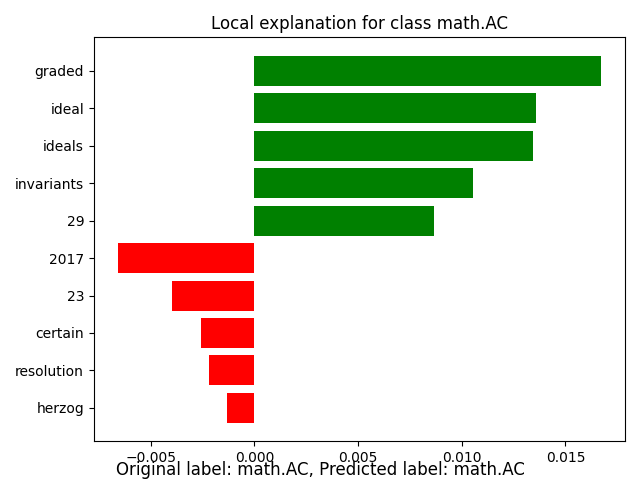 Local explanation for class math.AC
graded
ideal
ideals
invariants
29
2017
23
certain
resolution
herzog
−0.005 0.000 0.005 0.010 0.015
Original label: math.AC, Predicted label: math.AC